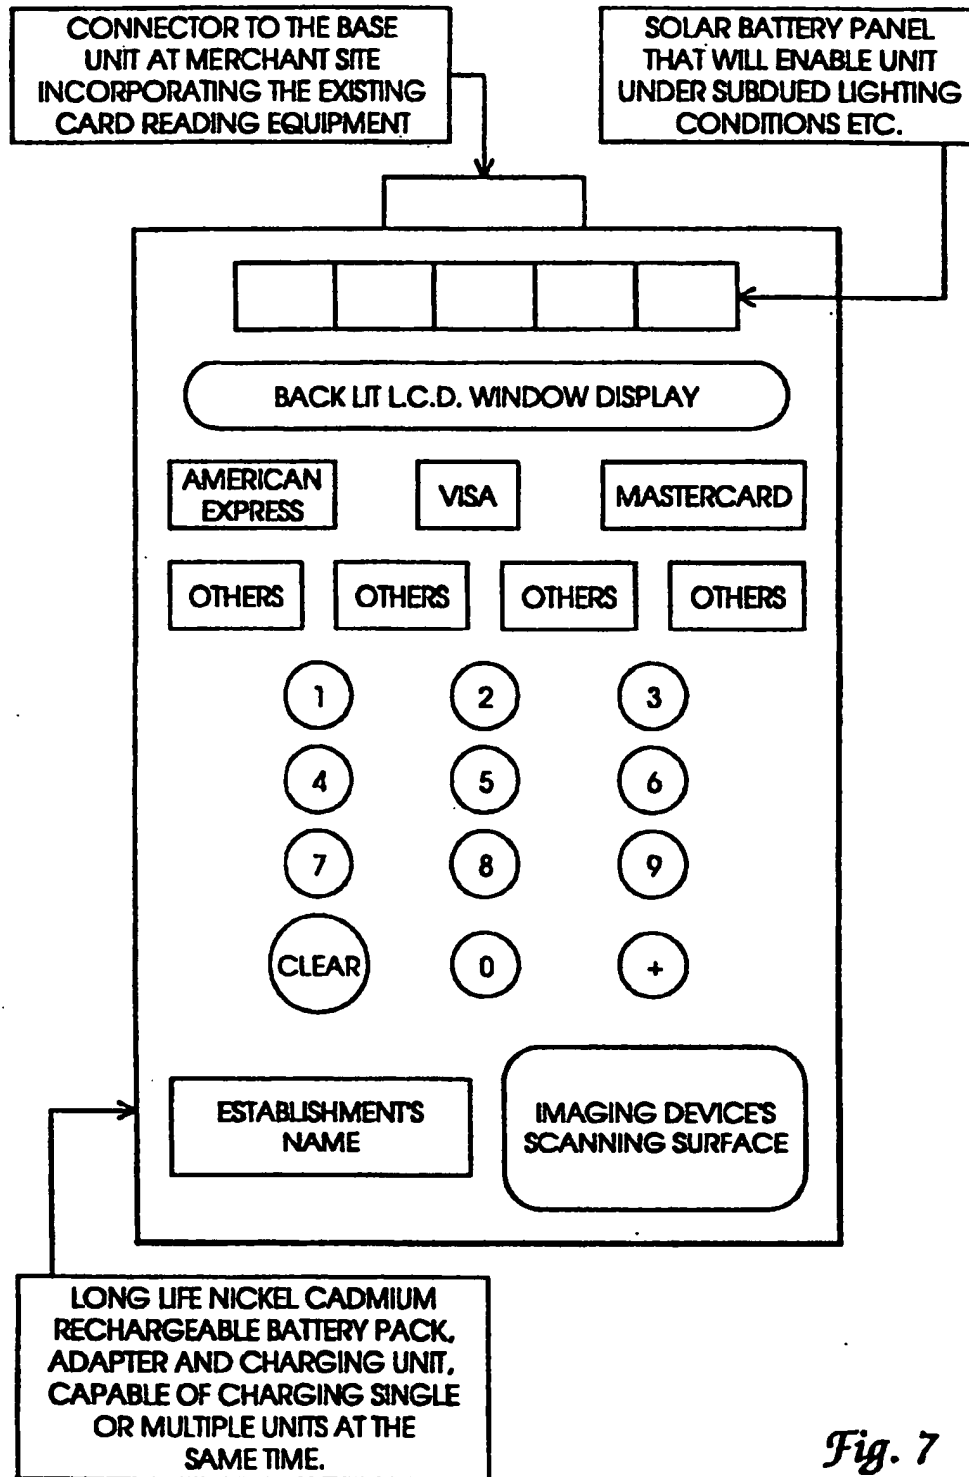 CONNECTOR TO THE BASE
UNIT AT MERCHANT SITE
INCORPORATING THE EXISTING
CARD READING EQUIPMENT
SOLAR BATTERY PANEL
THAT WILL ENABLE UNIT
UNDER SUBDUED LIGHTING
CONDITIONS ETC.
BACK LIT L.C.D. WINDOW DISPLAY
AMERICAN
EXPRESS
VISA
MASTERCARD
OTHERS OTHERS OTHERS OTHERS
1 2 3
4 5 6
7 8 9
CLEAR 0 +
ESTABLISHMENT'S
NAME
IMAGING DEVICE'S
SCANNING SURFACE
LONG LIFE NICKEL CADMIUM
RECHARGEABLE BATTERY PACK,
ADAPTER AND CHARGING UNIT,
CAPABLE OF CHARGING SINGLE
OR MULTIPLE UNITS AT THE
SAME TIME.
Fig. 7